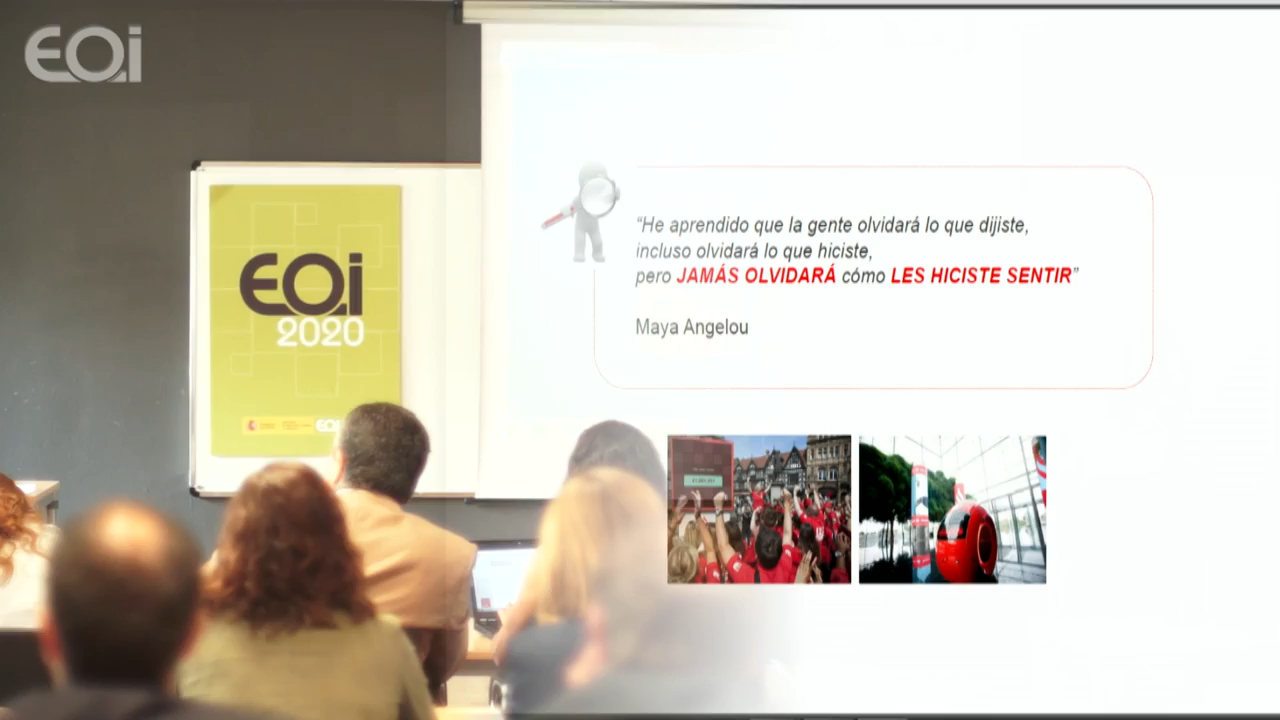 EOi
EOi
2020
EOi
“He aprendido que la gente olvidará lo que dijiste,
incluso olvidará lo que hiciste,
pero JAMÁS OLVIDARÁ cómo LES HICISTE SENTIR”
Maya Angelou